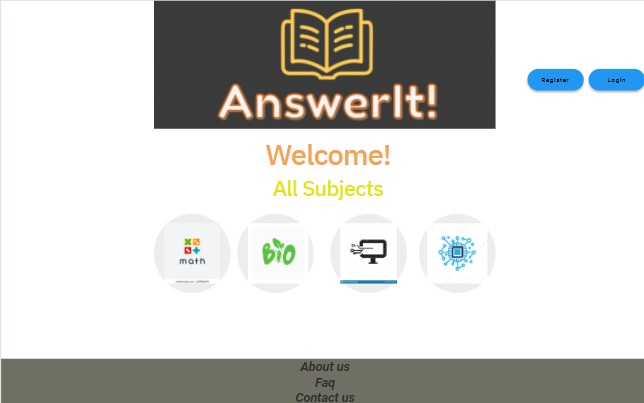 AnswerIt!
Register
Login
Welcome!
All Subjects
math
BiO
About us
Faq
Contact us